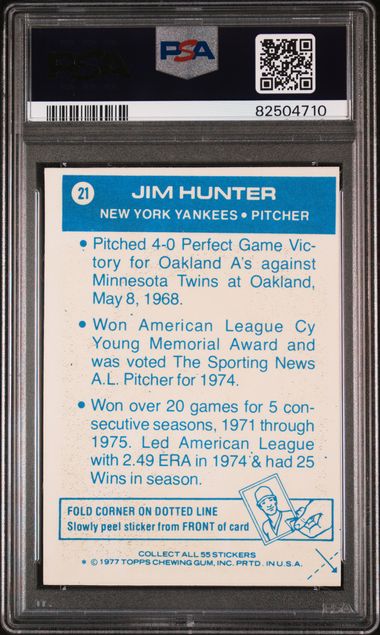 PSA
PSA
82504710
21
JIM HUNTER
NEW YORK YANKEES • PITCHER
• Pitched 4-0 Perfect Game Vic-
tory for Oakland A's against
Minnesota Twins at Oakland,
May 8, 1968.
• Won American League Cy
Young Memorial Award and
was voted The Sporting News
A.L. Pitcher for 1974.
• Won over 20 games for 5 con-
secutive seasons, 1971 through
1975. Led American League
with 2.49 ERA in 1974 & had 25
Wins in season.
FOLD CORNER ON DOTTED LINE
Slowly peel sticker from FRONT of card
COLLECT ALL 55 STICKERS
* © 1977 TOPPS CHEWING GUM, INC. PRTD. IN U.S.A.
PSA